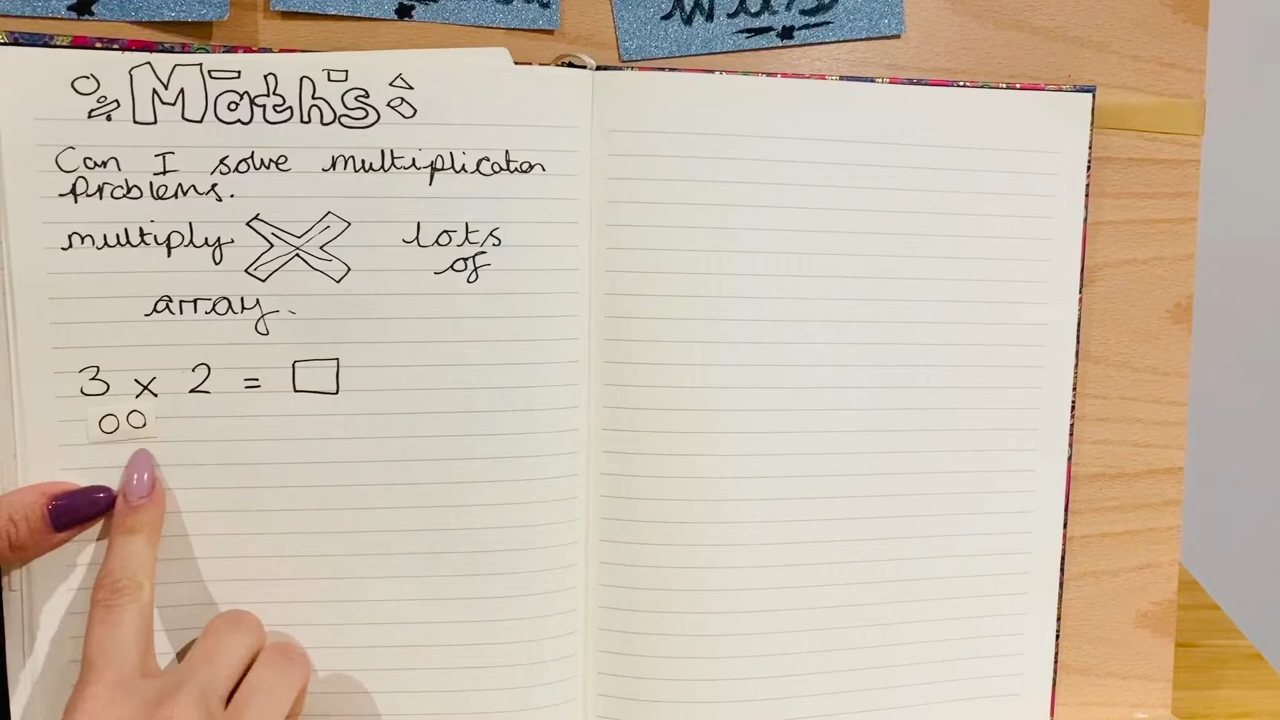 Maths
Can I solve multiplication
problems.
multiply × lots
of
array.
3 x 2 = □